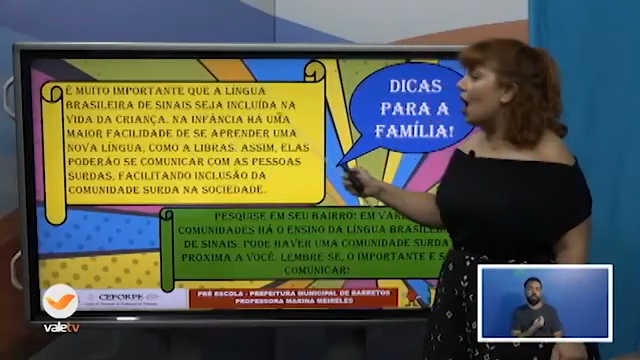 É MUITO IMPORTANTE QUE A LÍNGUA
BRASILEIRA DE SINAIS SEJA INCLUÍDA NA
VIDA DA CRIANÇA. NA INFÂNCIA HÁ UMA
MAIOR FACILIDADE DE SE APRENDER UMA
NOVA LÍNGUA, COMO A LIBRAS. ASSIM, ELAS
PODERÃO SE COMUNICAR COM AS PESSOAS
SURDAS, FACILITANDO INCLUSÃO DA
COMUNIDADE SURDA NA SOCIEDADE.
DICAS
PARA A
FAMÍLIA!
PESQUISE EM SEU BAIRRO! EM VÁRI
COMUNIDADES HÁ O ENSINO DA LÍNGUA BRASILE
DE SINAIS. PODE HAVER UMA COMUNIDADE SURDA
PRÓXIMA A VOCÊ. LEMBRE-SE, O IMPORTANTE É S
COMUNICAR!
CEFORPE
PRÉ ESCOLA - PREFEITURA MUNICIPAL DE BARRETOS
PROFESSORA MARINA MEIRELES
vale tv